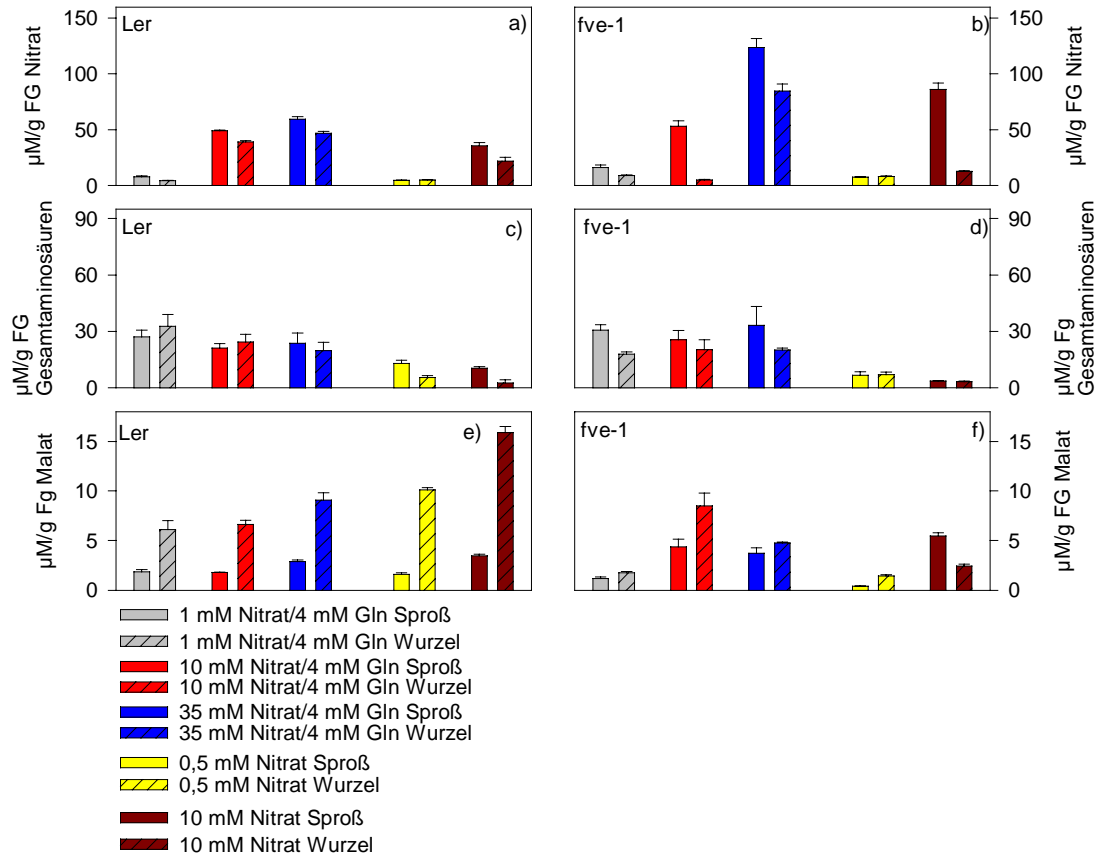 150
100
50
0
µM/g FG Nitrat
Ler
a)
fve-1
b)
150
100
50
0
µM/g FG Nitrat
90
60
30
0
µM/g FG
Gesamtaminosäuren
Ler
c)
fve-1
d)
90
60
30
0
µM/g Fg
Gesamtaminosäuren
15
10
5
0
µM/g Fg Malat
Ler
e)
fve-1
f)
15
10
5
0
µM/g FG Malat
1 mM Nitrat/4 mM Gln Sproß
1 mM Nitrat/4 mM Gln Wurzel
10 mM Nitrat/4 mM Gln Sproß
10 mM Nitrat/4 mM Gln Wurzel
35 mM Nitrat/4 mM Gln Sproß
35 mM Nitrat/4 mM Gln Wurzel
0,5 mM Nitrat Sproß
0,5 mM Nitrat Wurzel
10 mM Nitrat Sproß
10 mM Nitrat Wurzel